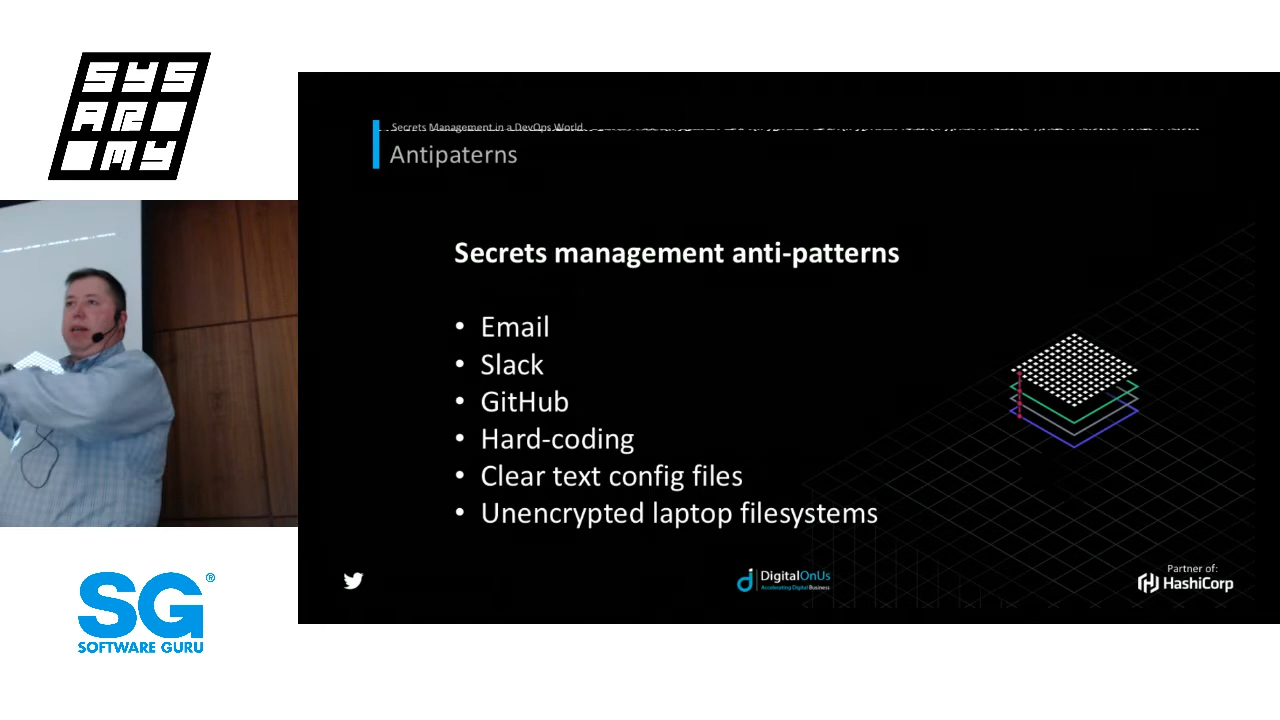 SYS
AR
MY
Secrets Management in a DevOps World
Antipaterns
Secrets management anti-patterns
• Email
• Slack
• GitHub
• Hard-coding
• Clear text config files
• Unencrypted laptop filesystems
DigitalOnUs
Accelerating Digital Business
Partner of:
HashiCorp
SG®
SOFTWARE GURU